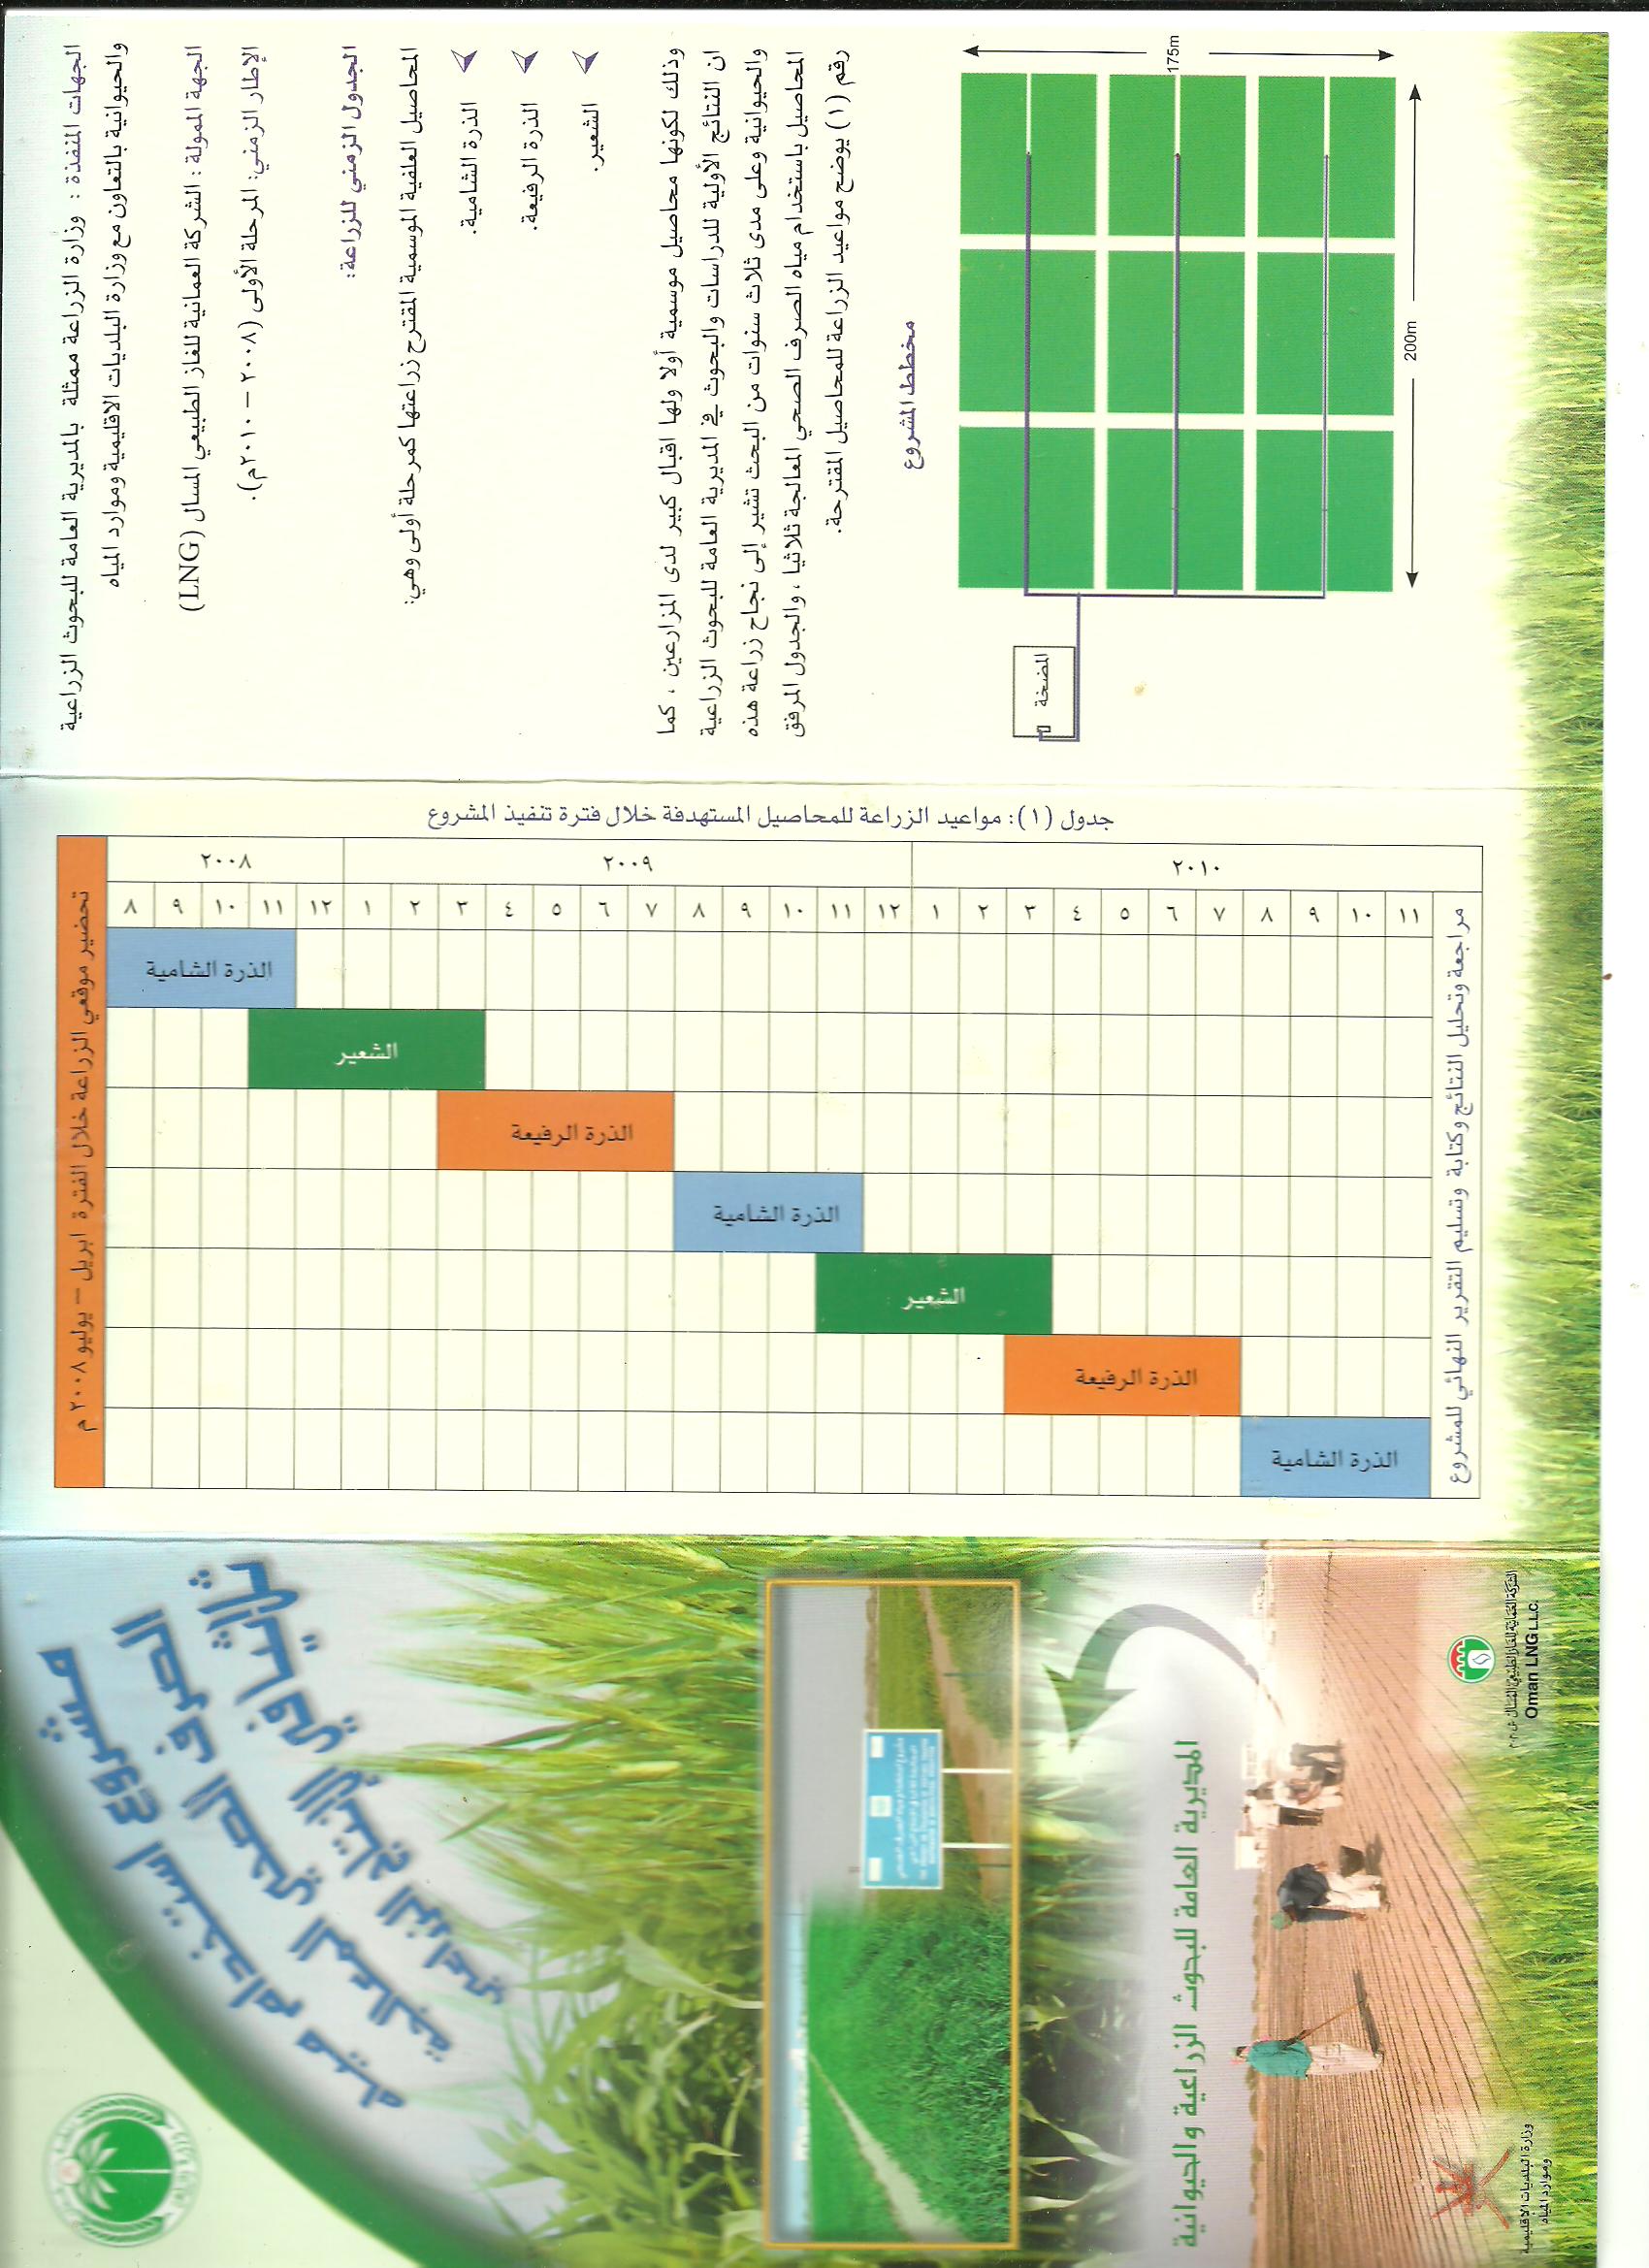 الجهات المنفذة : وزارة الزراعة ممثلة بالمديرية العامة للبحوث الزراعية
والحيوانية بالتعاون مع وزارة البلديات الاقليمية وموارد المياه
الجهة الممولة : الشركة العمانية للغاز الطبيعي المسال (LNG)
الإطار الزمني: المرحلة الأولى (٢٠٠٨ – ٢٠١٠م).
الجدول الزمني للزراعة:
المحاصيل العلفية الموسمية المقترح زراعتها كمرحلة أولى وهي:
الذرة الشامية.
الذرة الرفيعة.
الشعير.
وذلك لكونها محاصيل موسمية أولا ولها اقبال كبير لدى المزارعين ، كما
ان النتائج الأولية للدراسات والبحوث في المديرية العامة للبحوث الزراعية
والحيوانية وعلى مدى ثلاث سنوات من البحث تشير إلى نجاح زراعة هذه
المحاصيل باستخدام مياه الصرف الصحي المعالجة ثلاثيا ، والجدول المرفق
رقم (١) يوضح مواعيد الزراعة للمحاصيل المقترحة.
مخطط المشروع
175m
200m
المضخة
جدول (١): مواعيد الزراعة للمحاصيل المستهدفة خلال فترة تنفيذ المشروع
تحضير موقعي الزراعة خلال الفترة ابريل – يوليو ٢٠٠٨ م
٢٠٠٨ ٢٠٠٩ ٢٠١٠
٨ ٩ ١٠ ١١ ١٢ ١ ٢ ٣ ٤ ٥ ٦ ٧ ٨ ٩ ١٠ ١١ ١٢ ١ ٢ ٣ ٤ ٥ ٦ ٧ ٨ ٩ ١٠ ١١
الذرة الشامية
الشعير
الذرة الرفيعة
الذرة الشامية
الشعير
الذرة الرفيعة
الذرة الشامية
مراجعة وتحليل النتائج وكتابة وتسليم التقرير النهائي للمشروع
مشروع استخدام مياه
الصرف الصحي المعالجة
ثلاثيا في الإنتاج الزراعي
المديرية العامة للبحوث الزراعية والحيوانية
الشركة العمانية للغاز الطبيعي المسال ش.م.م
Oman LNG L.L.C.
وزارة البلديات الاقليمية
وموارد المياه